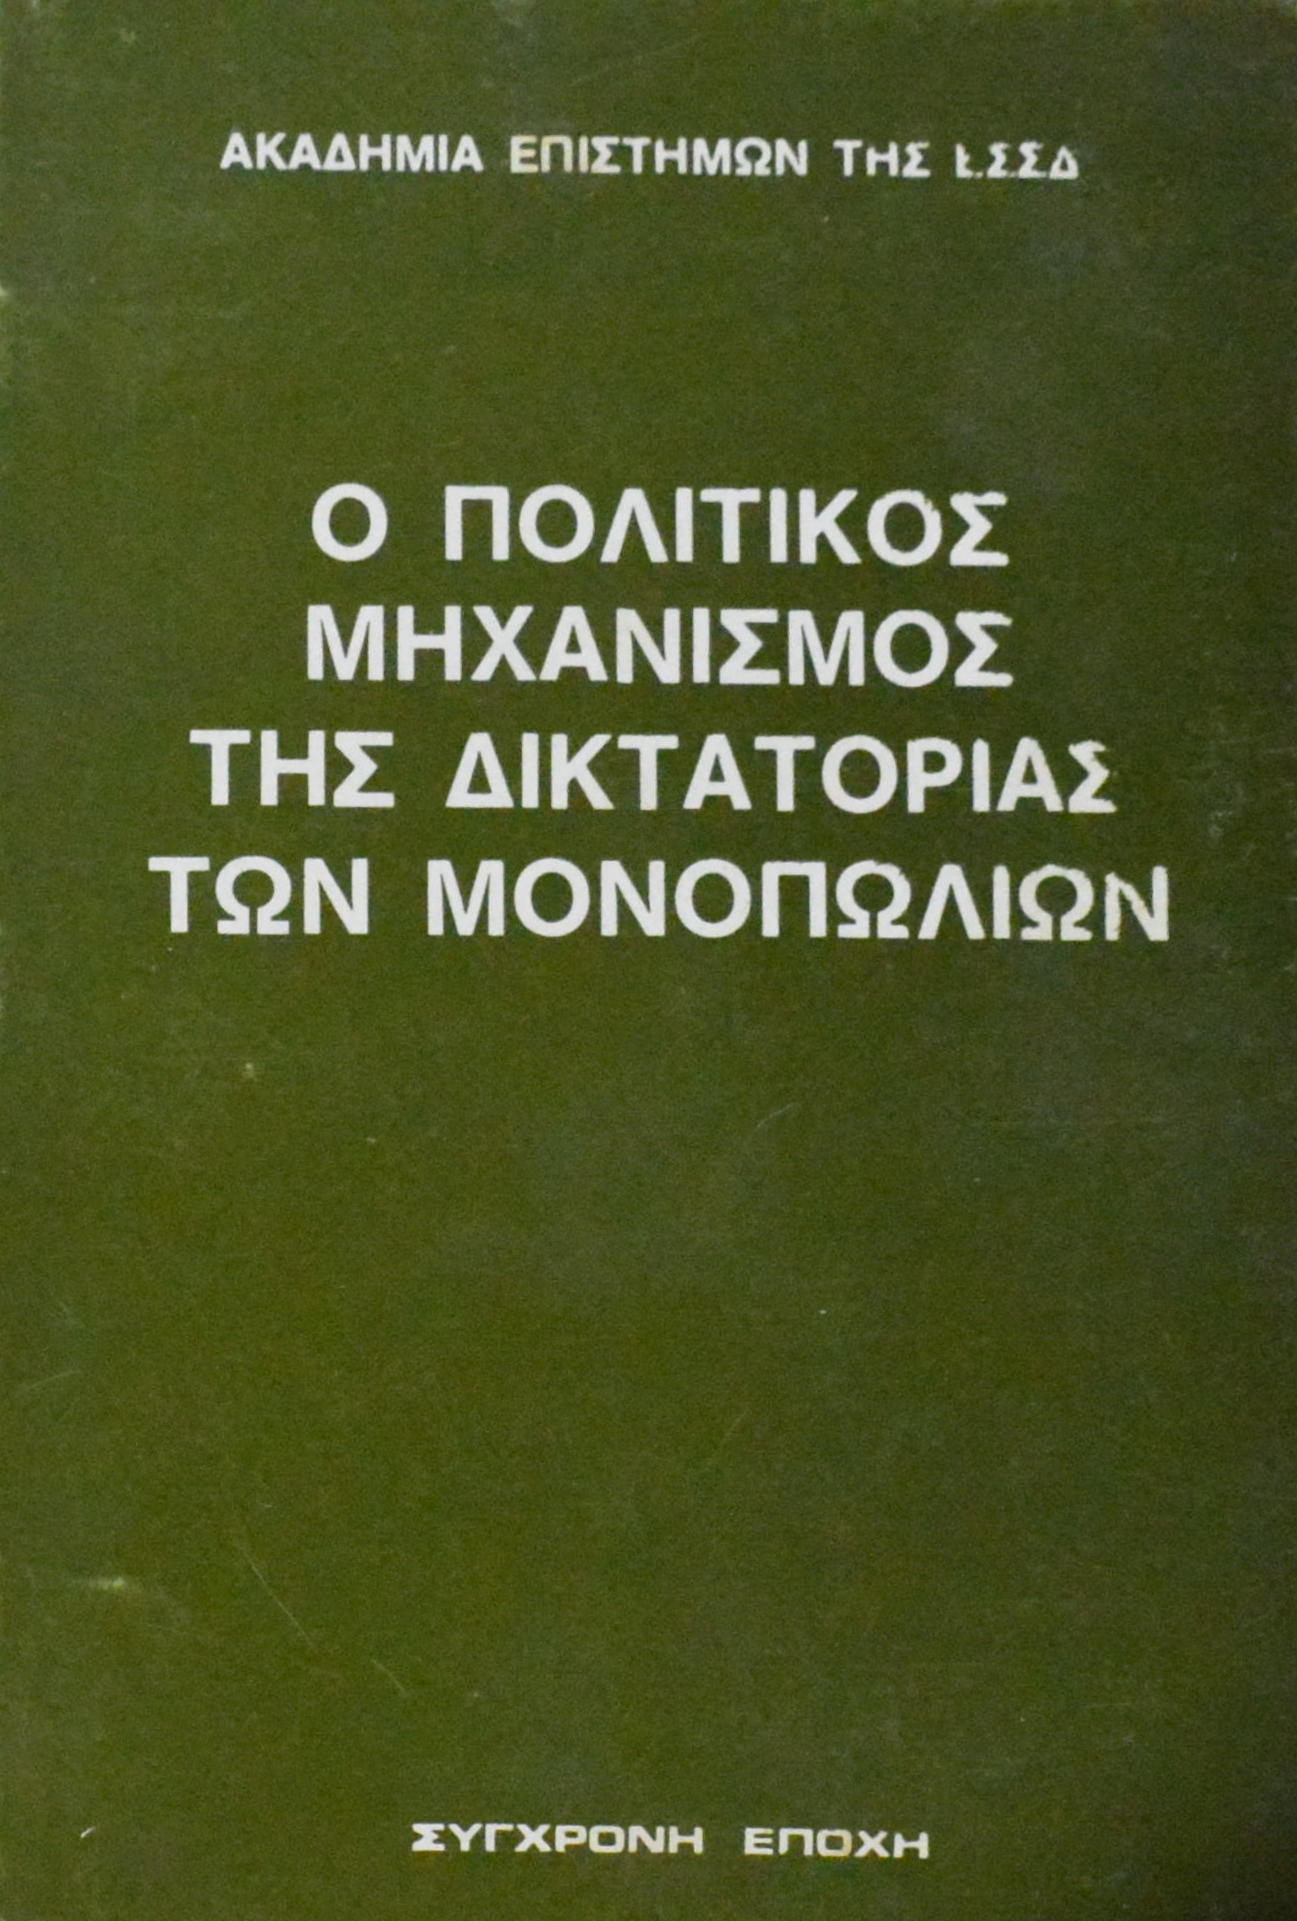 ΑΚΑΔΗΜΙΑ ΕΠΙΣΤΗΜΩΝ ΤΗΣ Ε.Σ.Σ.Δ
Ο ΠΟΛΙΤΙΚΟΣ
ΜΗΧΑΝΙΣΜΟΣ
ΤΗΣ ΔΙΚΤΑΤΟΡΙΑΣ
ΤΩΝ ΜΟΝΟΠΩΛΙΩΝ
ΣΥΓΧΡΟΝΗ ΕΠΟΧΗ